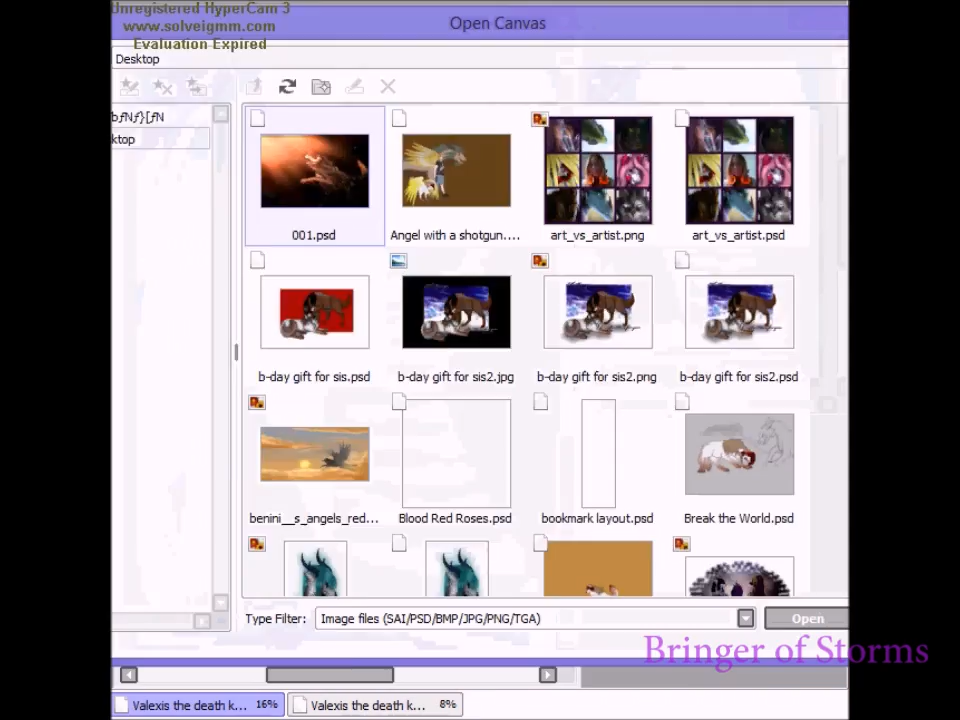 Unregistered HyperCam 3
www.solveigmm.com
Evaluation Expired
Open Canvas
Desktop
bƒNƒ}[ƒN
ktop
001.psd
Angel with a shotgun....
art_vs_artist.png
art_vs_artist.psd
b-day gift for sis.psd
b-day gift for sis2.jpg
b-day gift for sis2.png
b-day gift for sis2.psd
benini__s_angels_red...
Blood Red Roses.psd
bookmark layout.psd
Break the World.psd
Type Filter:
Image files (SAI/PSD/BMP/JPG/PNG/TGA)
Open
Bringer of Storms
Valexis the death k... 16%
Valexis the death k... 8%